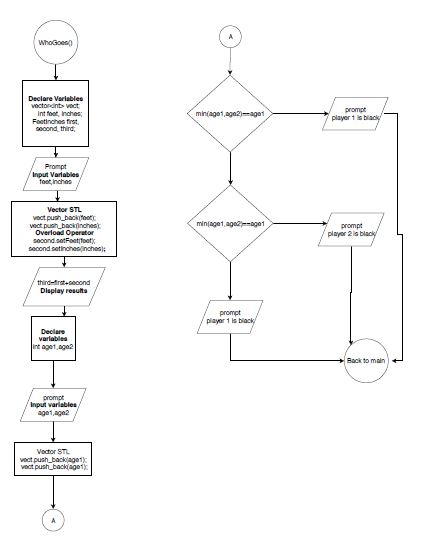 WhoGoes()
Declare Variables
vector<int> vect;
int feet, inches;
FeetInches first,
second, third;
Prompt
Input Variables
feet,inches
Vector STL
vect.push_back(feet);
vect.push_back(inches);
Overload Operator
second.setFeet(feet);
second.setInches(inches);
third=first+second
Display results
Declare
variables
int age1,age2
prompt
Input variables
age1,age2
Vector STL
vect.push_back(age1);
vect.push_back(age1);
A
A
min(age1,age2)==age1
prompt
player 1 is black
min(age1,age2)==age1
prompt
player 2 is black
prompt
player 1 is black
Back to main